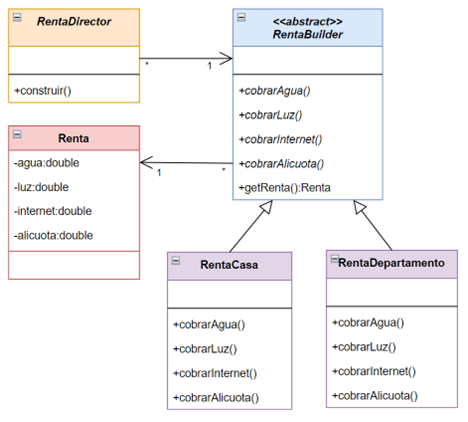 RentaDirector
+construir()
*
1
<<abstract>>
RentaBuilder
+cobrarAgua()
+cobrarLuz()
+cobrarInternet()
+cobrarAlicuota()
+getRenta():Renta
Renta
-agua:double
-luz:double
-internet:double
-alicuota:double
1
*
RentaCasa
+cobrarAgua()
+cobrarLuz()
+cobrarInternet()
+cobrarAlicuota()
RentaDepartamento
+cobrarAgua()
+cobrarLuz()
+cobrarInternet()
+cobrarAlicuota()